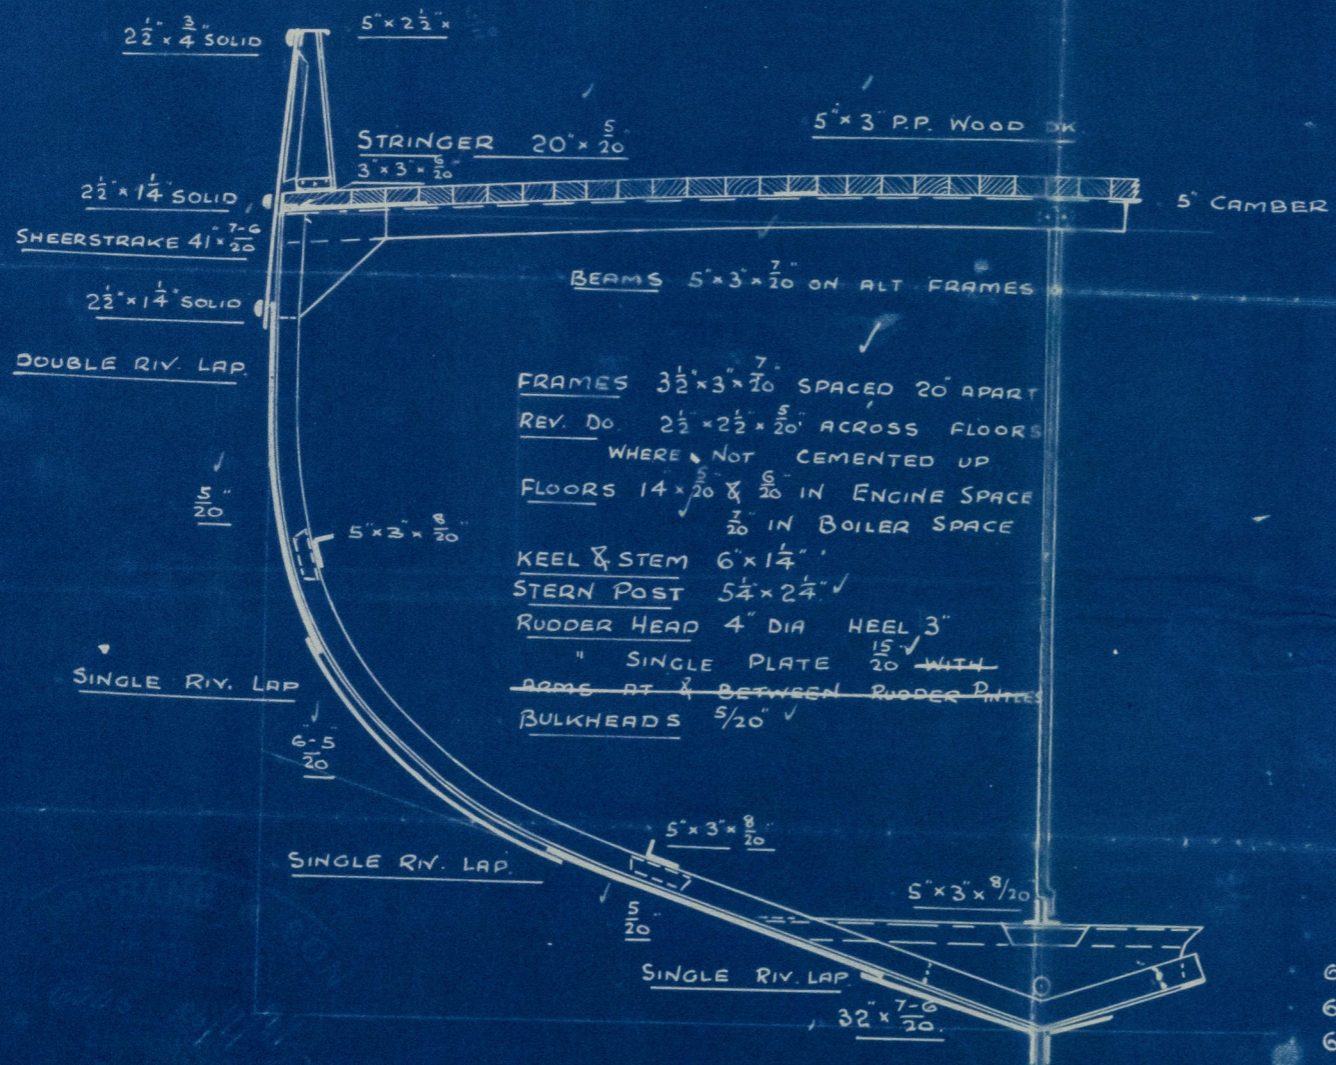 2½" × ¾" SOLID
5" × 2½" ×
STRINGER 20" × 5/20"
3" × 3" × 6/20"
5" × 3" P.P. WOOD DK
2½" × 1¼" SOLID
5" CAMBER
SHEERSTRAKE 41" × 7-6/20"
BEAMS 5" × 3" × 7/20" ON ALT FRAMES
2½" × 1¼" SOLID
DOUBLE RIV. LAP.
FRAMES 3½" × 3" × 7/20" SPACED 20" APART
REV. DO. 2½" × 2½" × 5/20" ACROSS FLOORS
WHERE NOT CEMENTED UP
FLOORS 14" × 5/20" & 6/20" IN ENGINE SPACE
7/20" IN BOILER SPACE
5/20"
5" × 3" × 8/20"
KEEL & STEM 6" × 1¼"
STERN POST 5¼" × 2¼"
RUDDER HEAD 4" DIA HEEL 3"
" SINGLE PLATE 15/20" WITH
ARMS AT & BETWEEN RUDDER PINTLES
BULKHEADS 5/20"
SINGLE RIV. LAP
6-5/20"
5" × 3" × 8/20"
SINGLE RIV. LAP.
5/20"
5" × 3" × 8/20
SINGLE RIV. LAP
32" × 7-6/20"
6
6
6